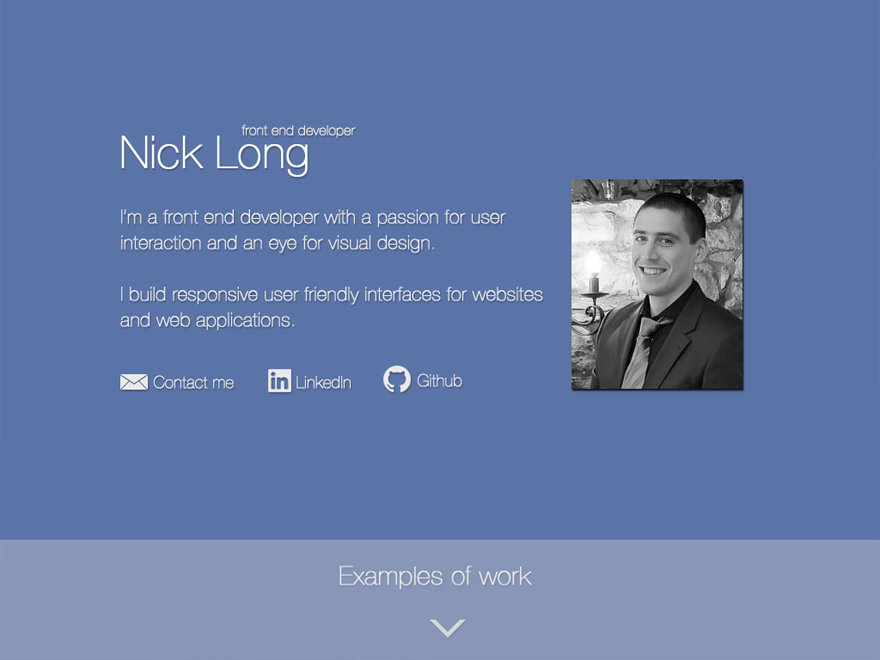 front end developer
Nick Long
I'm a front end developer with a passion for user
interaction and an eye for visual design.
I build responsive user friendly interfaces for websites
and web applications.
Contact me
in LinkedIn
Github
Examples of work